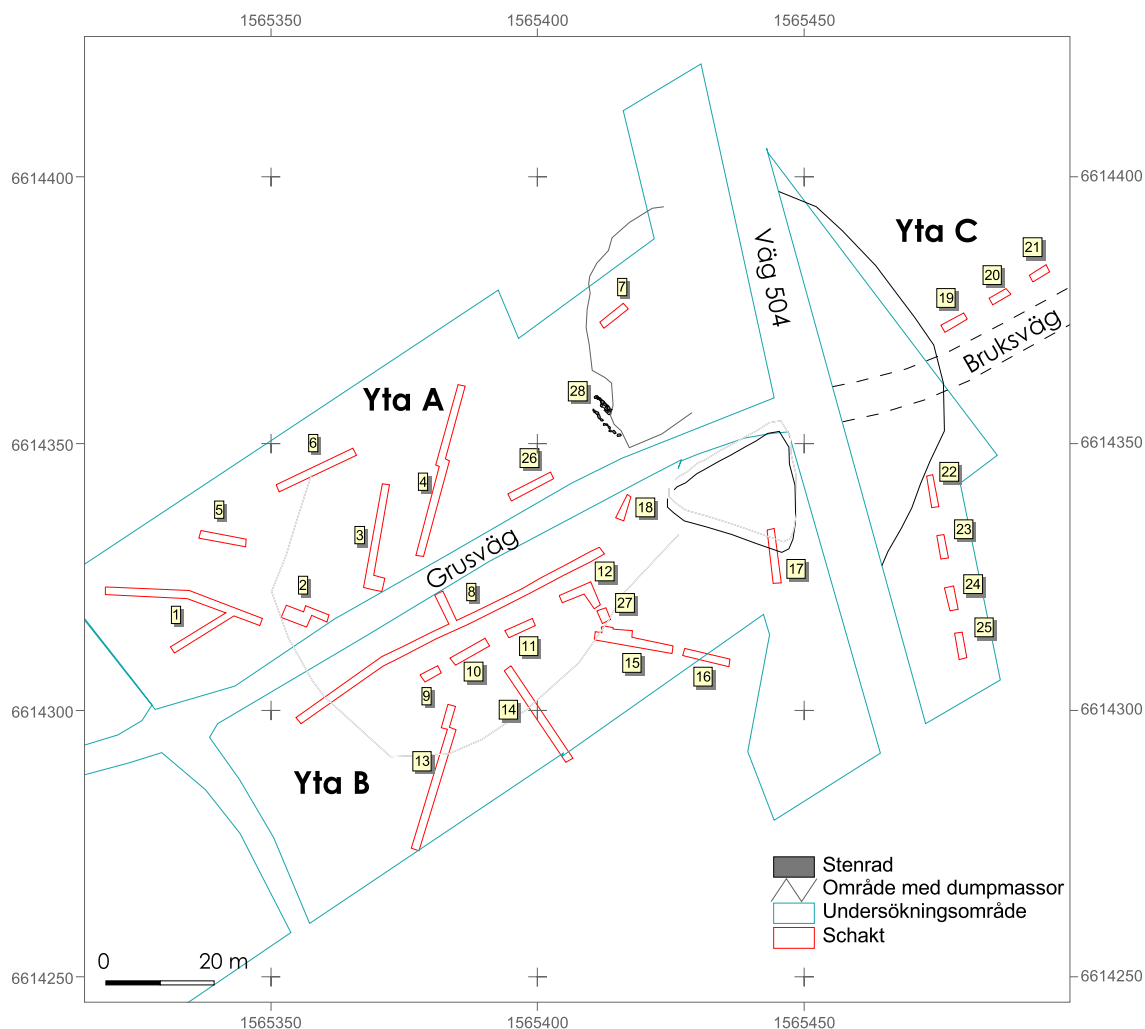 1565350 1565400 1565450
6614400 6614400
Yta C
21
20
19
Väg 504
Bruksväg
7
28
Yta A
6
4
26
5
3
18
6614350 6614350
22
23
24
25
17
Grusväg
8
12
27
2
1
11
10
15
16
9
14
6614300 6614300
13
Yta B
Stenrad
Område med dumpmassor
Undersökningsområde
Schakt
0 20 m
6614250 6614250
1565350 1565400 1565450